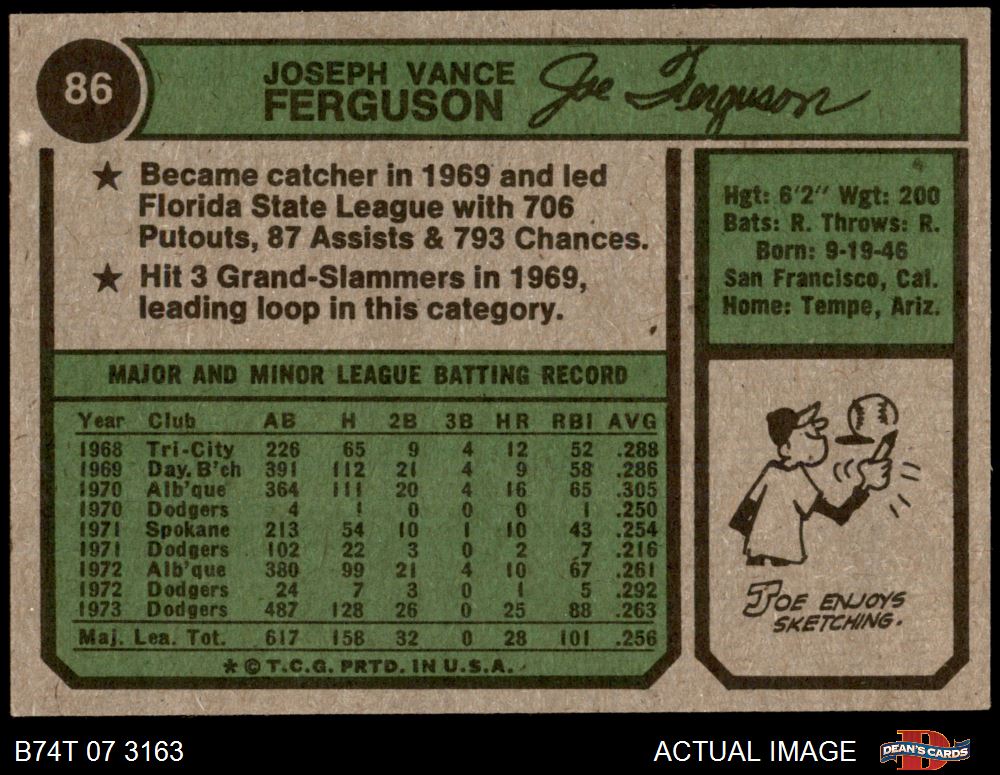 86
JOSEPH VANCE
FERGUSON
Joe Ferguson
★ Became catcher in 1969 and led
Florida State League with 706
Putouts, 87 Assists & 793 Chances.
★ Hit 3 Grand-Slammers in 1969,
leading loop in this category.
Hgt: 6'2" Wgt: 200
Bats: R. Throws: R.
Born: 9-19-46
San Francisco, Cal.
Home: Tempe, Ariz.
MAJOR AND MINOR LEAGUE BATTING RECORD
Year Club AB H 2B 3B HR RBI AVG
1968 Tri-City 226 65 9 4 12 52 .288
1969 Day. B'ch 391 112 21 4 9 58 .286
1970 Alb'que 364 111 20 4 16 65 .305
1970 Dodgers 4 1 0 0 0 1 .250
1971 Spokane 213 54 10 1 10 43 .254
1971 Dodgers 102 22 3 0 2 7 .216
1972 Alb'que 380 99 21 4 10 67 .261
1972 Dodgers 24 7 3 0 1 5 .292
1973 Dodgers 487 128 26 0 25 88 .263
Maj. Lea. Tot. 617 158 32 0 28 101 .256
* © T.C.G. PRTD. IN U.S.A.
JOE ENJOYS
SKETCHING.
B74T 07 3163
ACTUAL IMAGE
DEAN'S CARDS